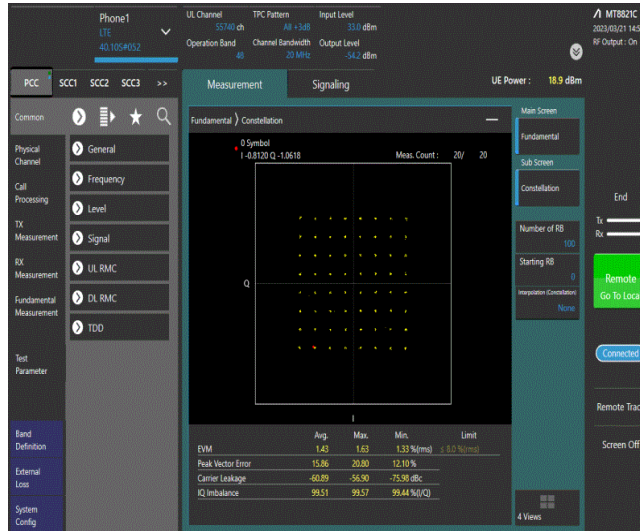 Phone1
LTE
40.10S#052
UL Channel
55740 ch
TPC Pattern
All +3dB
Input Level
33.0 dBm
Operation Band
48
Channel Bandwidth
20 MHz
Output Level
-54.2 dBm
MT8821C
2023/03/21 14:5
RF Output : On
PCC
SCC1
SCC2
SCC3
>>
Measurement
Signaling
UE Power : 18.9 dBm
Common
Physical
Channel
Call
Processing
TX
Measurement
RX
Measurement
Fundamental
Measurement
Test
Parameter
Band
Definition
External
Loss
System
Config
General
Frequency
Level
Signal
UL RMC
DL RMC
TDD
Fundamental ⟩ Constellation
0 Symbol
I -0.8120 Q -1.0618
Meas. Count : 20/ 20
Q
I
Avg. Max. Min. Limit
EVM 1.43 1.63 1.33 %(rms) ≤ 8.0 %(rms)
Peak Vector Error 15.86 20.80 12.10 %
Carrier Leakage -60.89 -56.90 -75.98 dBc
IQ Imbalance 99.51 99.57 99.44 %(I/Q)
Main Screen
Fundamental
Sub Screen
Constellation
Number of RB
100
Starting RB
0
Interpolation (Constellation)
None
4 Views
End
Tx
Rx
Remote
Go To Loca
Connected
Remote Trac
Screen Off